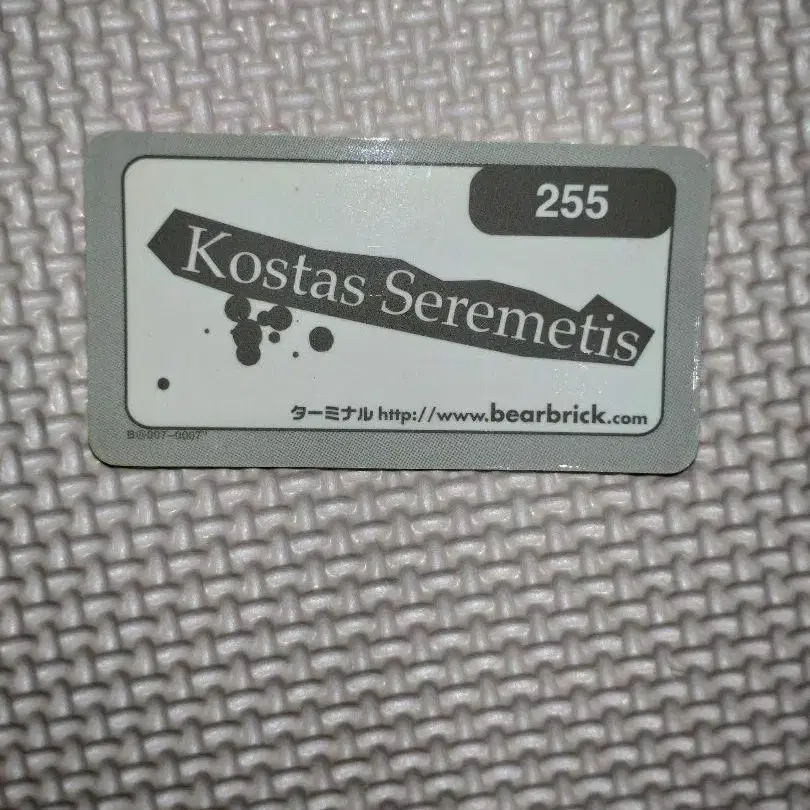 255
Kostas Seremetis
ターミナル http://www.bearbrick.com